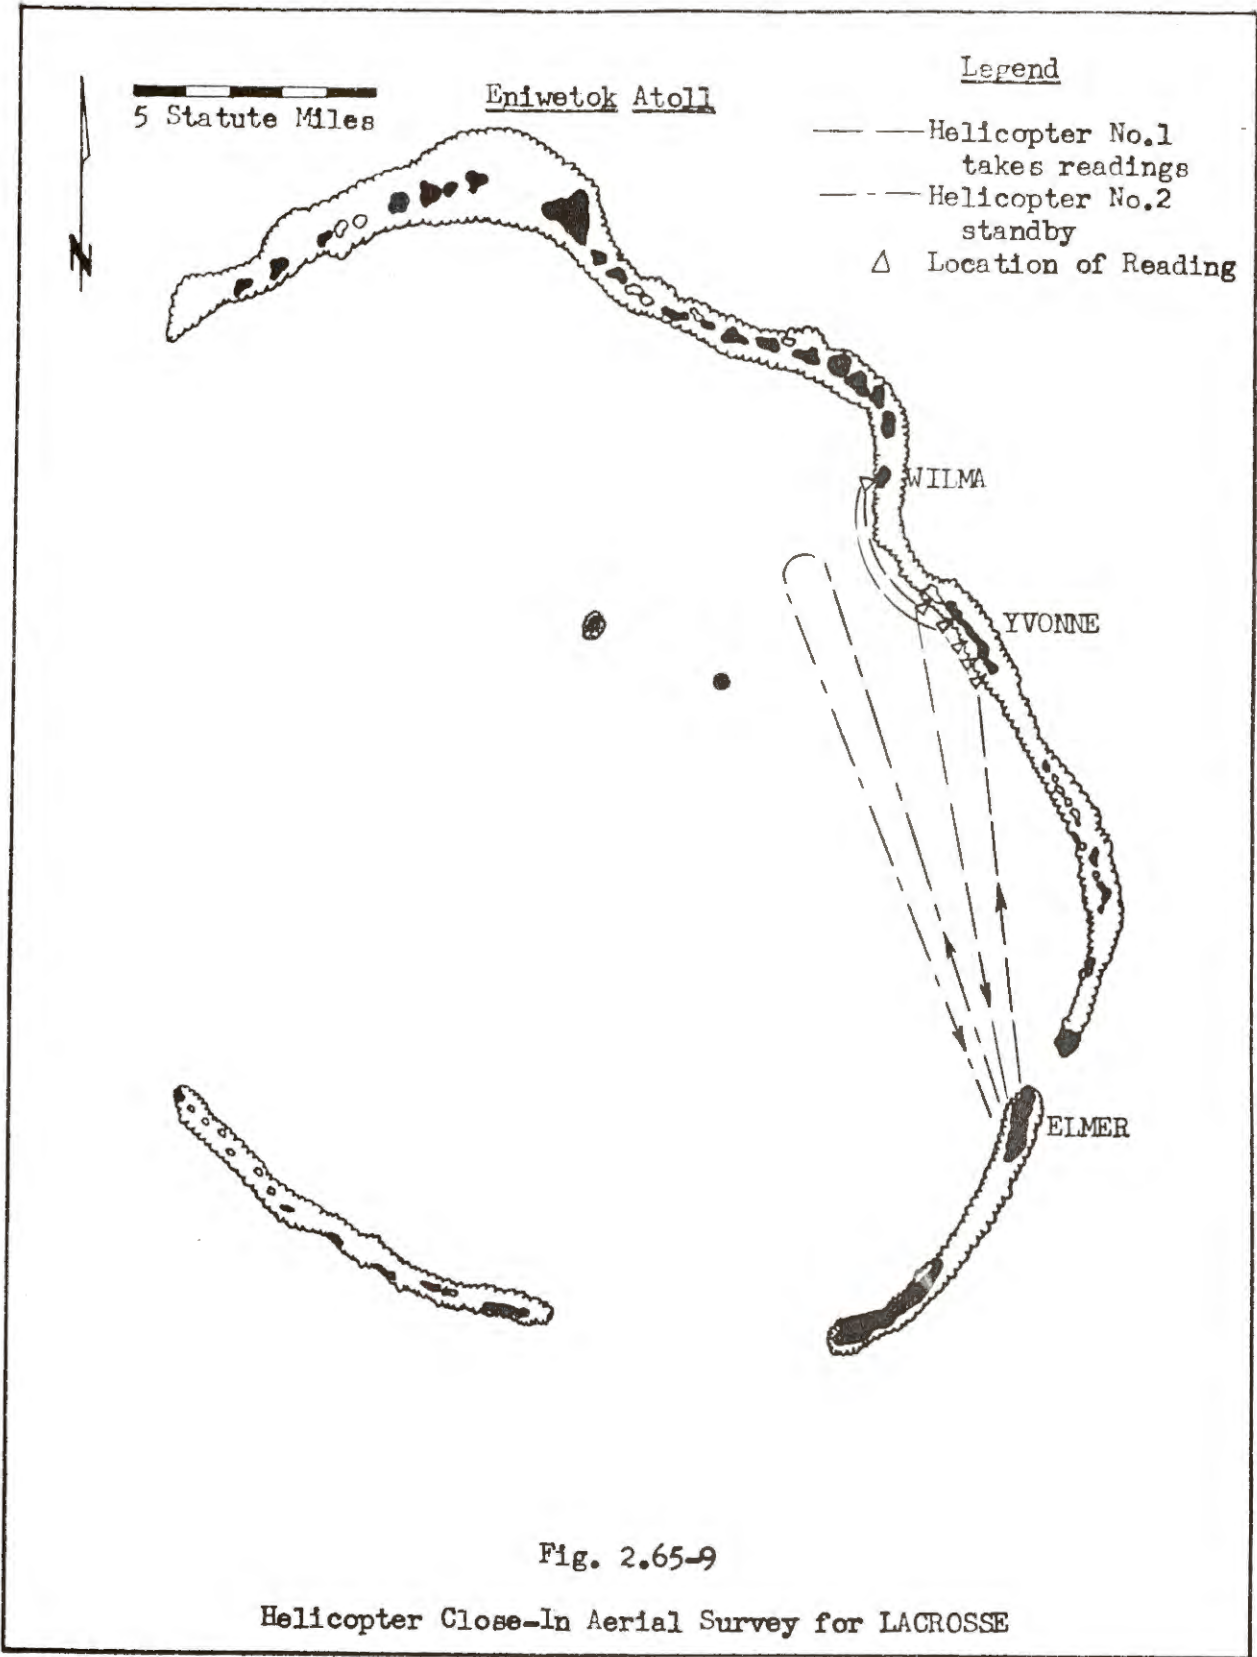 Legend
5 Statute Miles
Eniwetok Atoll
Helicopter No.1
takes readings
Helicopter No.2
standby
Δ Location of Reading
N
WILMA
YVONNE
ELMER
Fig. 2.65-9
Helicopter Close-In Aerial Survey for LACROSSE